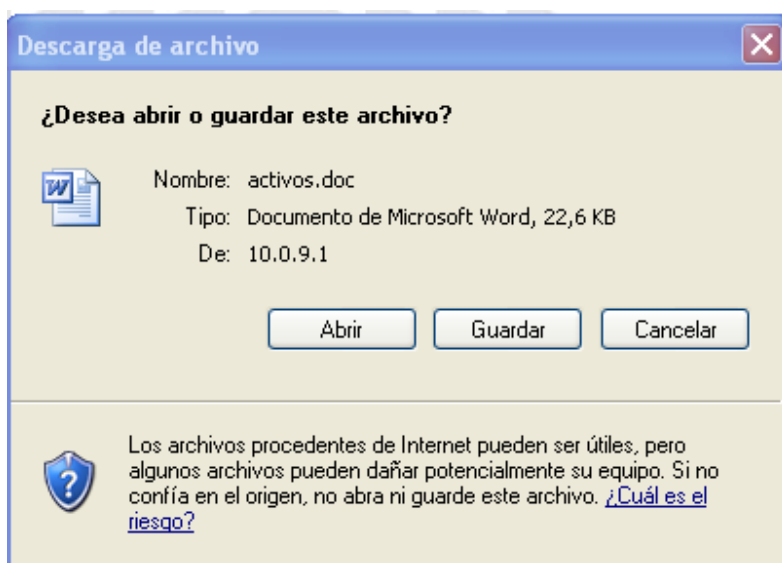 Descarga de archivo
¿Desea abrir o guardar este archivo?
Nombre: activos.doc
Tipo: Documento de Microsoft Word, 22,6 KB
De: 10.0.9.1
Abrir Guardar Cancelar
Los archivos procedentes de Internet pueden ser útiles, pero
algunos archivos pueden dañar potencialmente su equipo. Si no
confía en el origen, no abra ni guarde este archivo. ¿Cuál es el
riesgo?